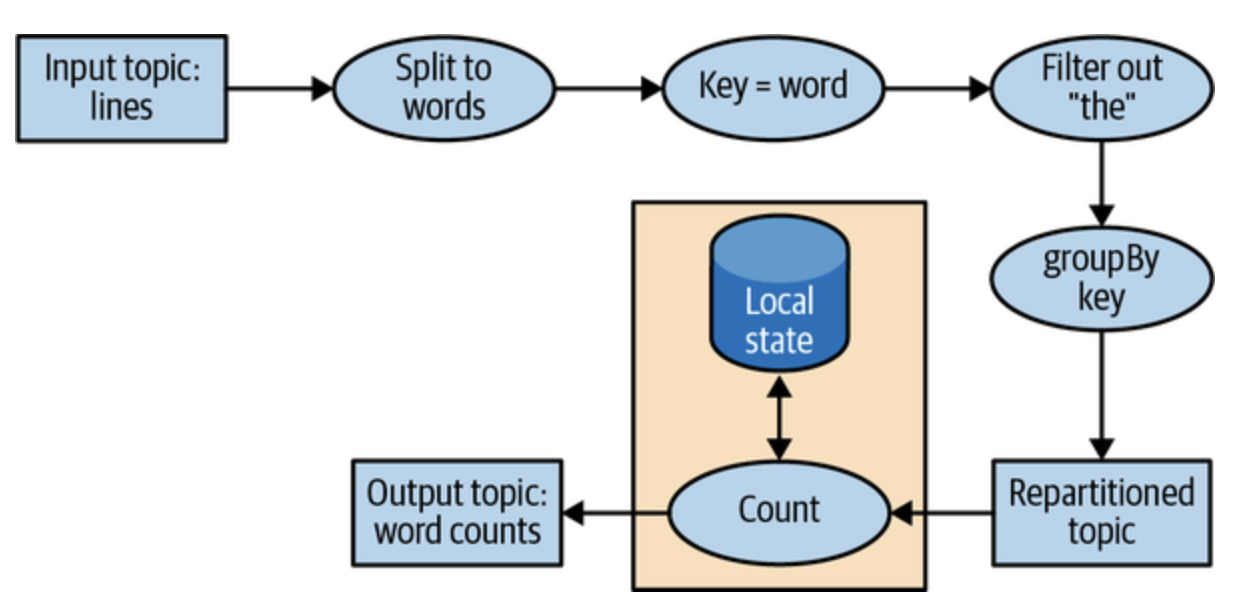 Input topic:
lines
Split to
words
Key = word
Filter out
"the"
groupBy
key
Repartitioned
topic
Local
state
Count
Output topic:
word counts